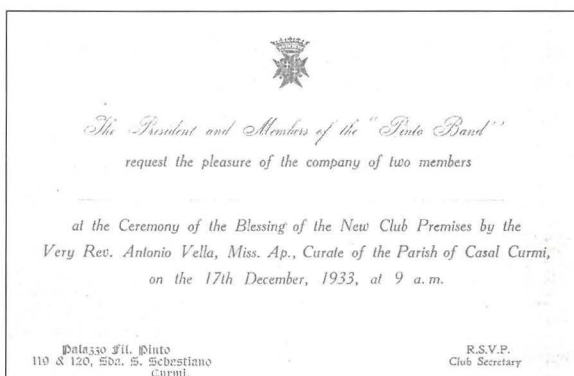 The President and Members of the "Pinto Band"
request the pleasure of the company of two members
at the Ceremony of the Blessing of the New Club Premises by the
Very Rev. Antonio Vella, Miss. Ap., Curate of the Parish of Casal Curmi,
on the 17th December, 1933, at 9 a. m.
Palazzo Fil. Pinto
119 & 120, Sda. S. Sebastiano
Curmi.
R.S.V.P.
Club Secretary